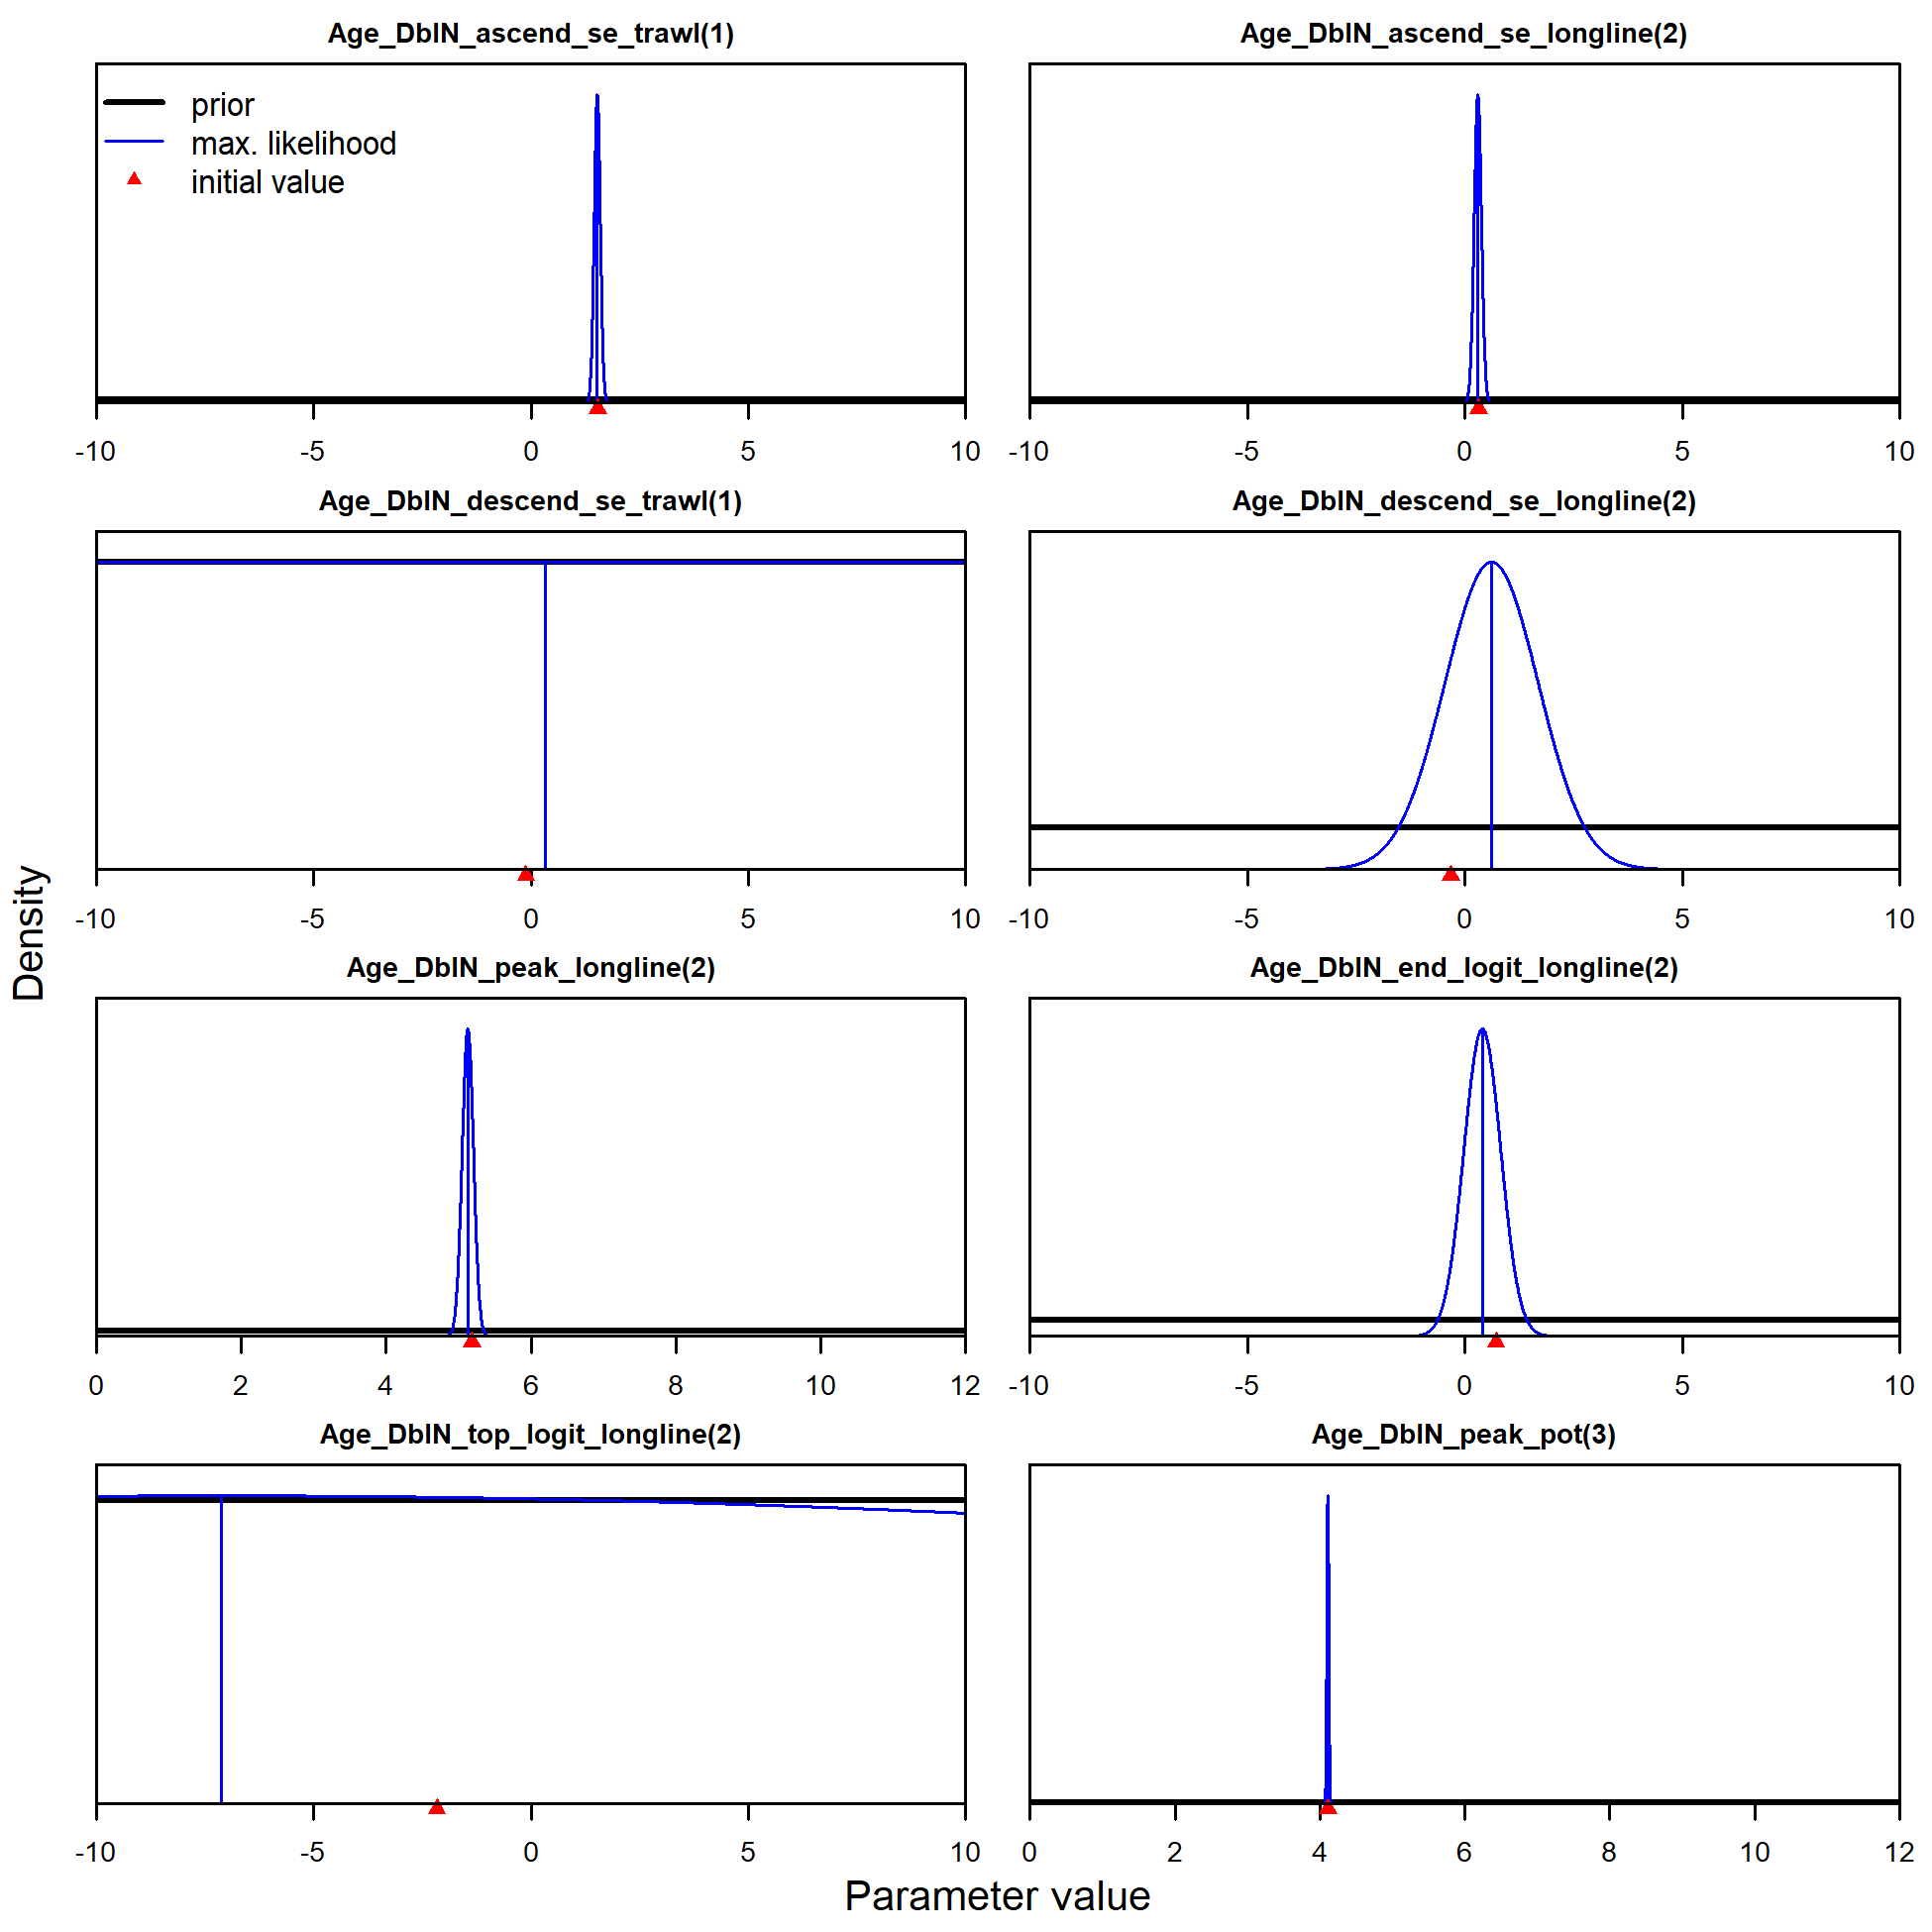 Age_DblN_ascend_se_trawl(1)
Age_DblN_ascend_se_longline(2)
prior
max. likelihood
initial value
-10 -5 0 5 10
-10 -5 0 5 10
Age_DblN_descend_se_trawl(1)
Age_DblN_descend_se_longline(2)
-10 -5 0 5 10
-10 -5 0 5 10
Age_DblN_peak_longline(2)
Age_DblN_end_logit_longline(2)
0 2 4 6 8 10 12
-10 -5 0 5 10
Age_DblN_top_logit_longline(2)
Age_DblN_peak_pot(3)
-10 -5 0 5 10
0 2 4 6 8 10 12
Density
Parameter value